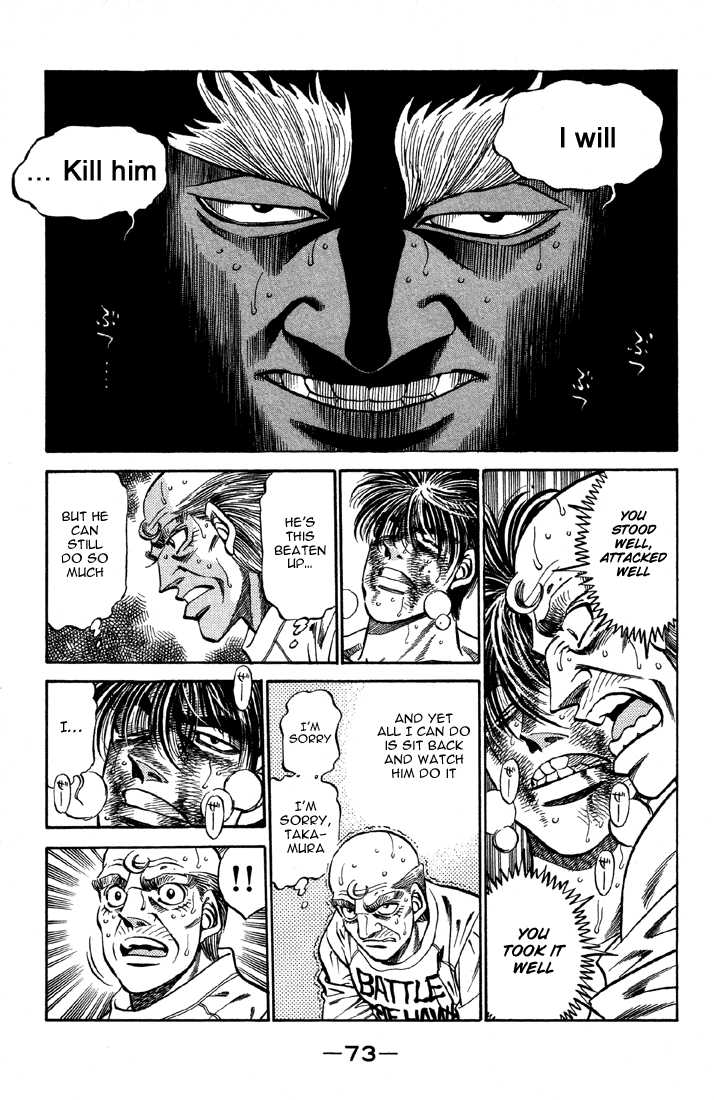 I will
... Kill him
YOU
STOOD
WELL,
ATTACKED
WELL
YOU
TOOK IT
WELL
HE'S
THIS
BEATEN
UP...
BUT HE
CAN
STILL
DO SO
MUCH
AND YET
ALL I CAN DO
IS SIT BACK
AND WATCH
HIM DO IT
I'M
SORRY
I'M
SORRY,
TAKA-
MURA
BATTLE
I...
!!
—73—